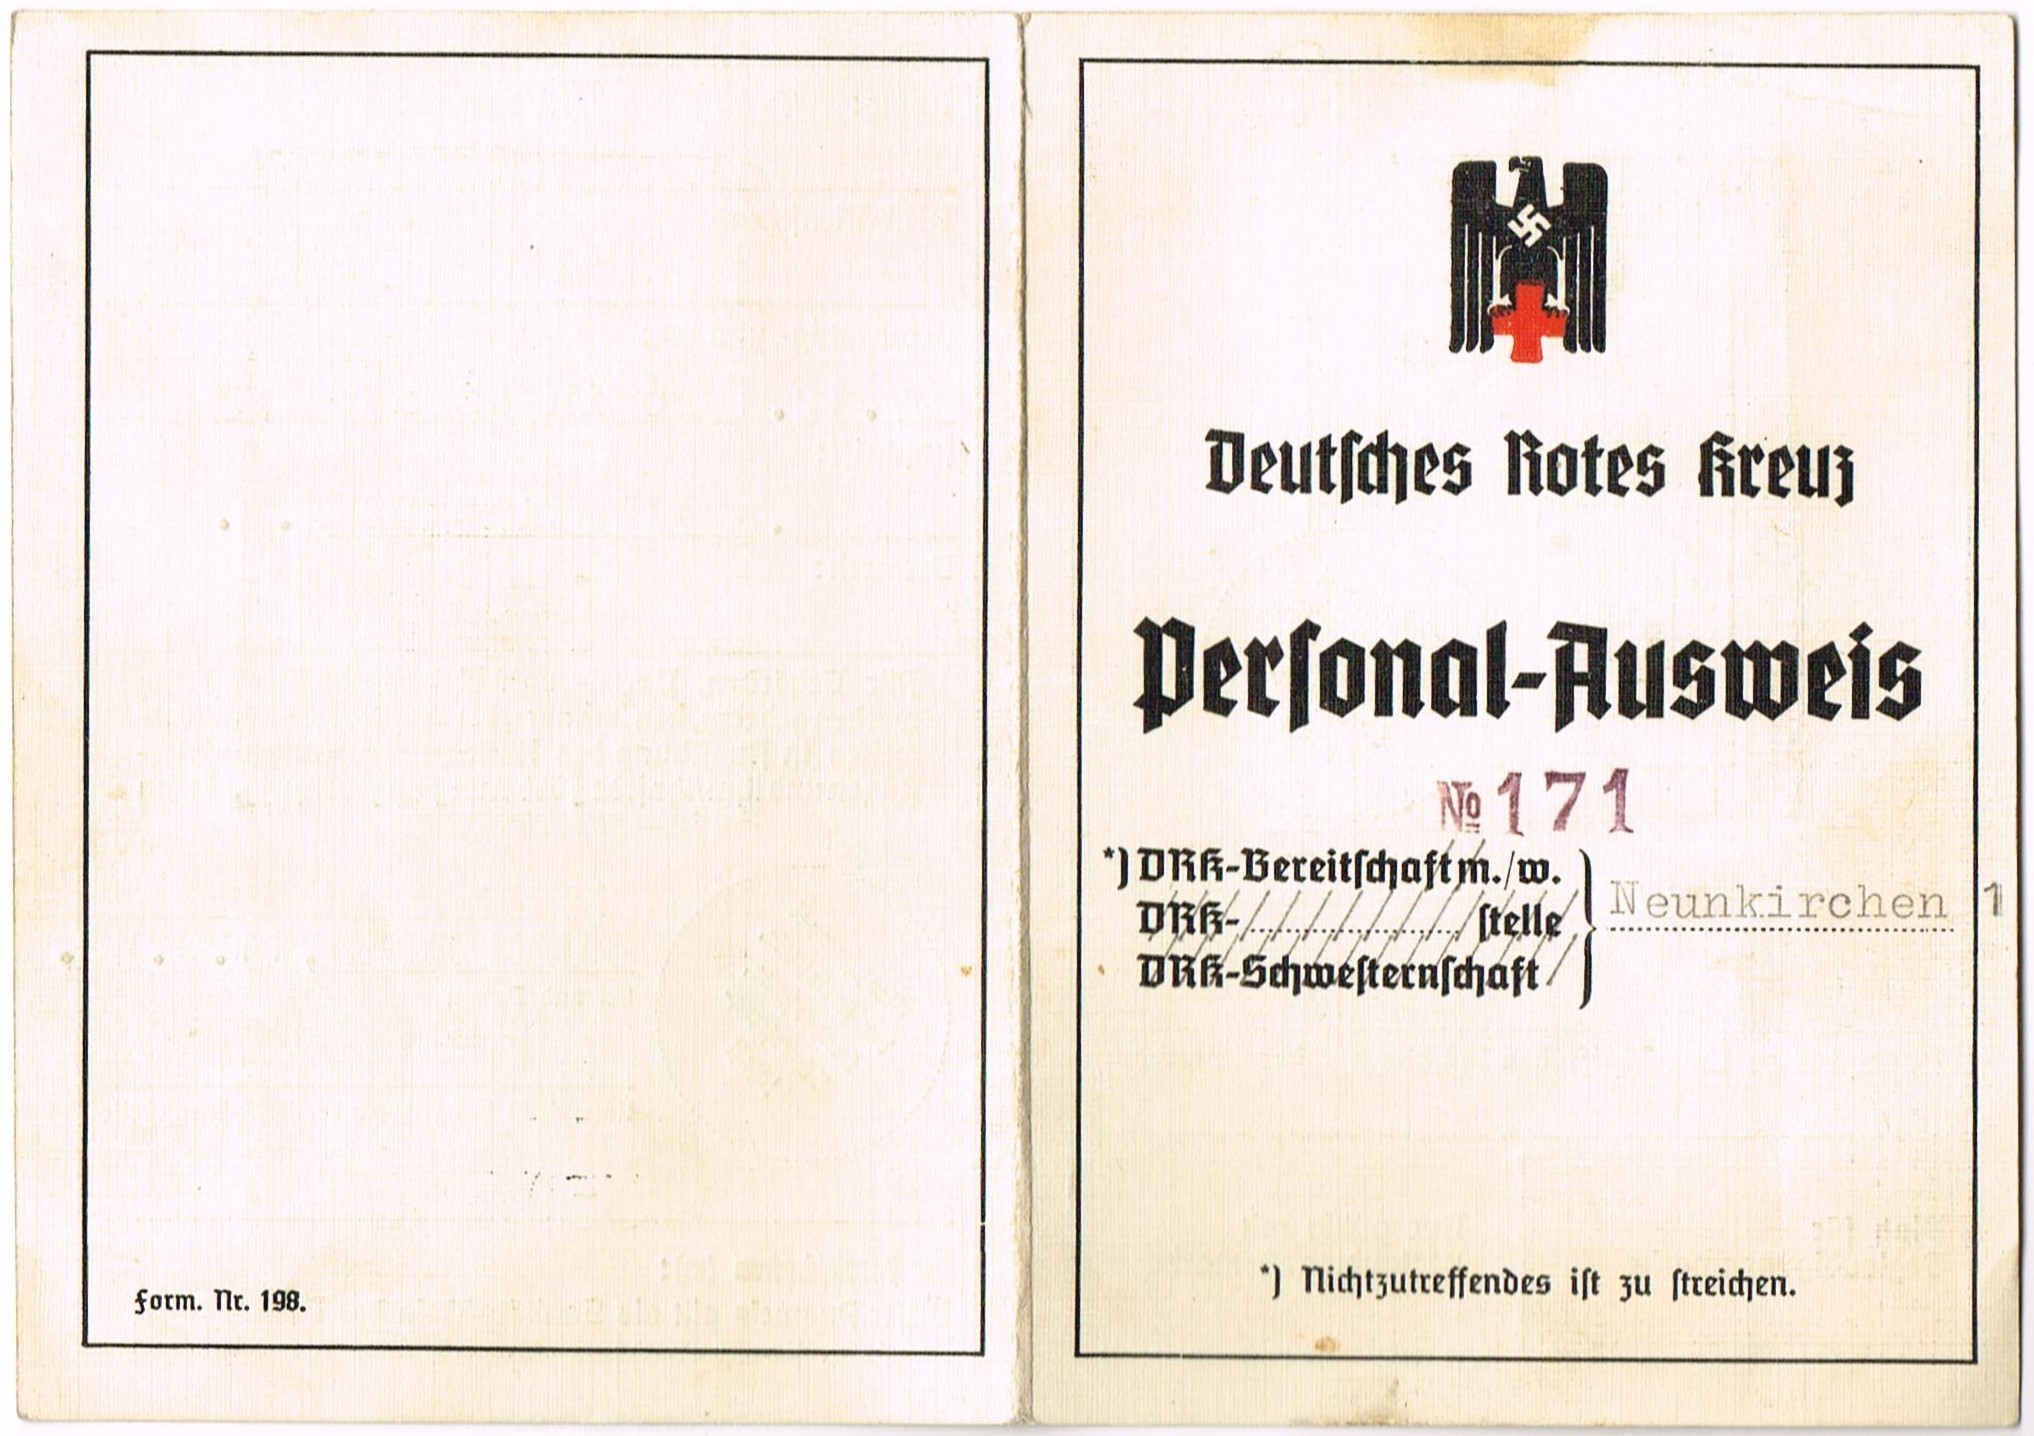 Form. Nr. 198.
Deutsches Rotes Kreuz
Personal-Ausweis
№ 171
*) DRK-Bereitschaft m./w.
DRK-.................... stelle
DRK-Schwesternschaft
Neunkirchen 1
*) Nichtzutreffendes ist zu streichen.